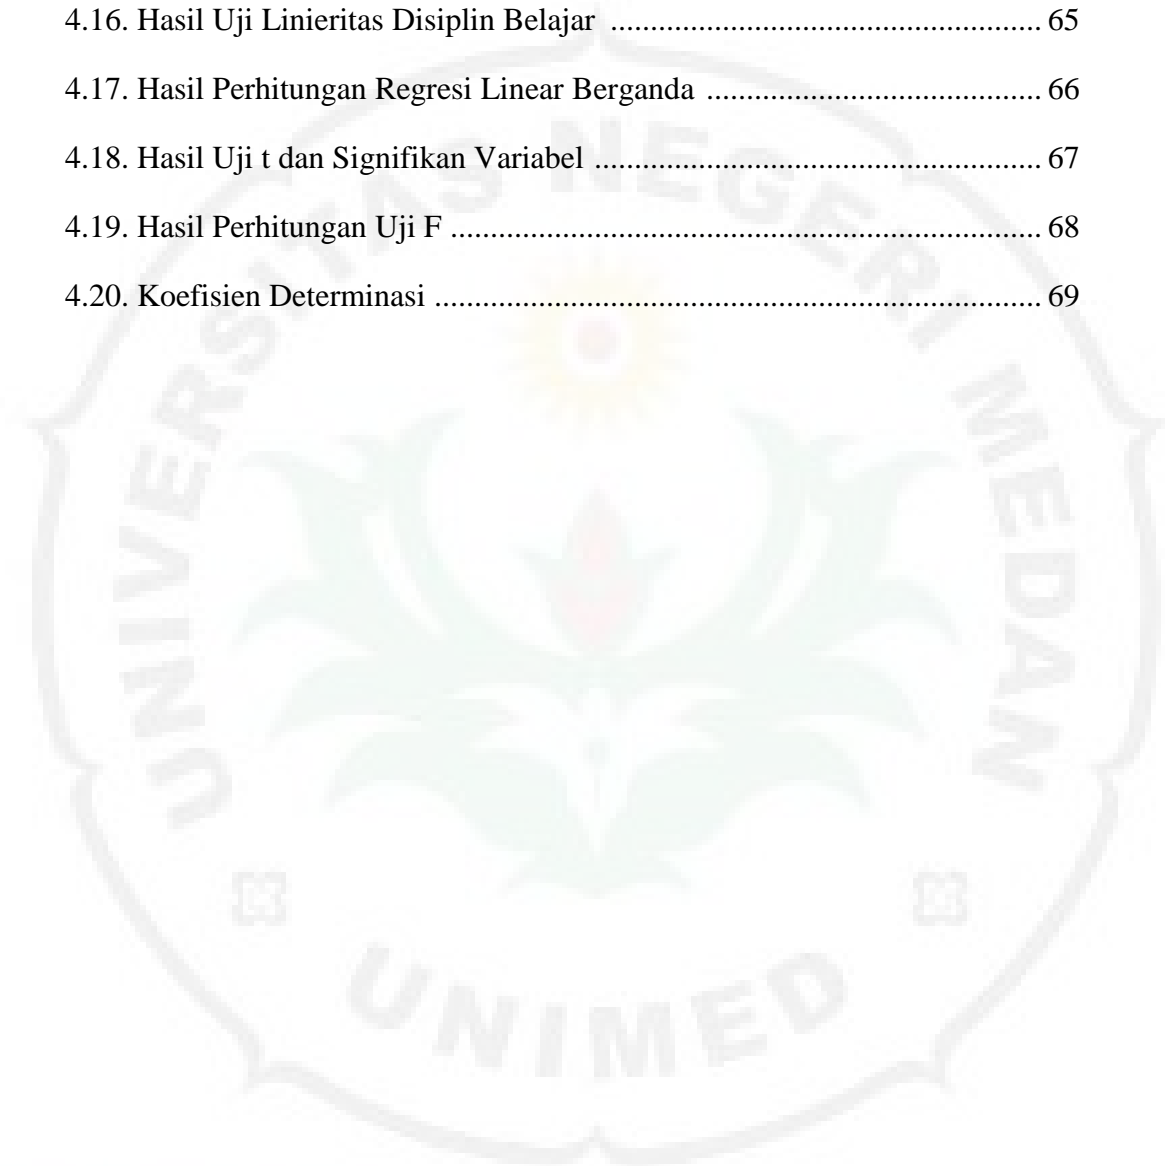 4.16. Hasil Uji Linieritas Disiplin Belajar ...................................................... 65
4.17. Hasil Perhitungan Regresi Linear Berganda .......................................... 66
4.18. Hasil Uji t dan Signifikan Variabel ........................................................ 67
4.19. Hasil Perhitungan Uji F .......................................................................... 68
4.20. Koefisien Determinasi ............................................................................ 69
UNIVERSITAS NEGERI MEDAN
UNIMED